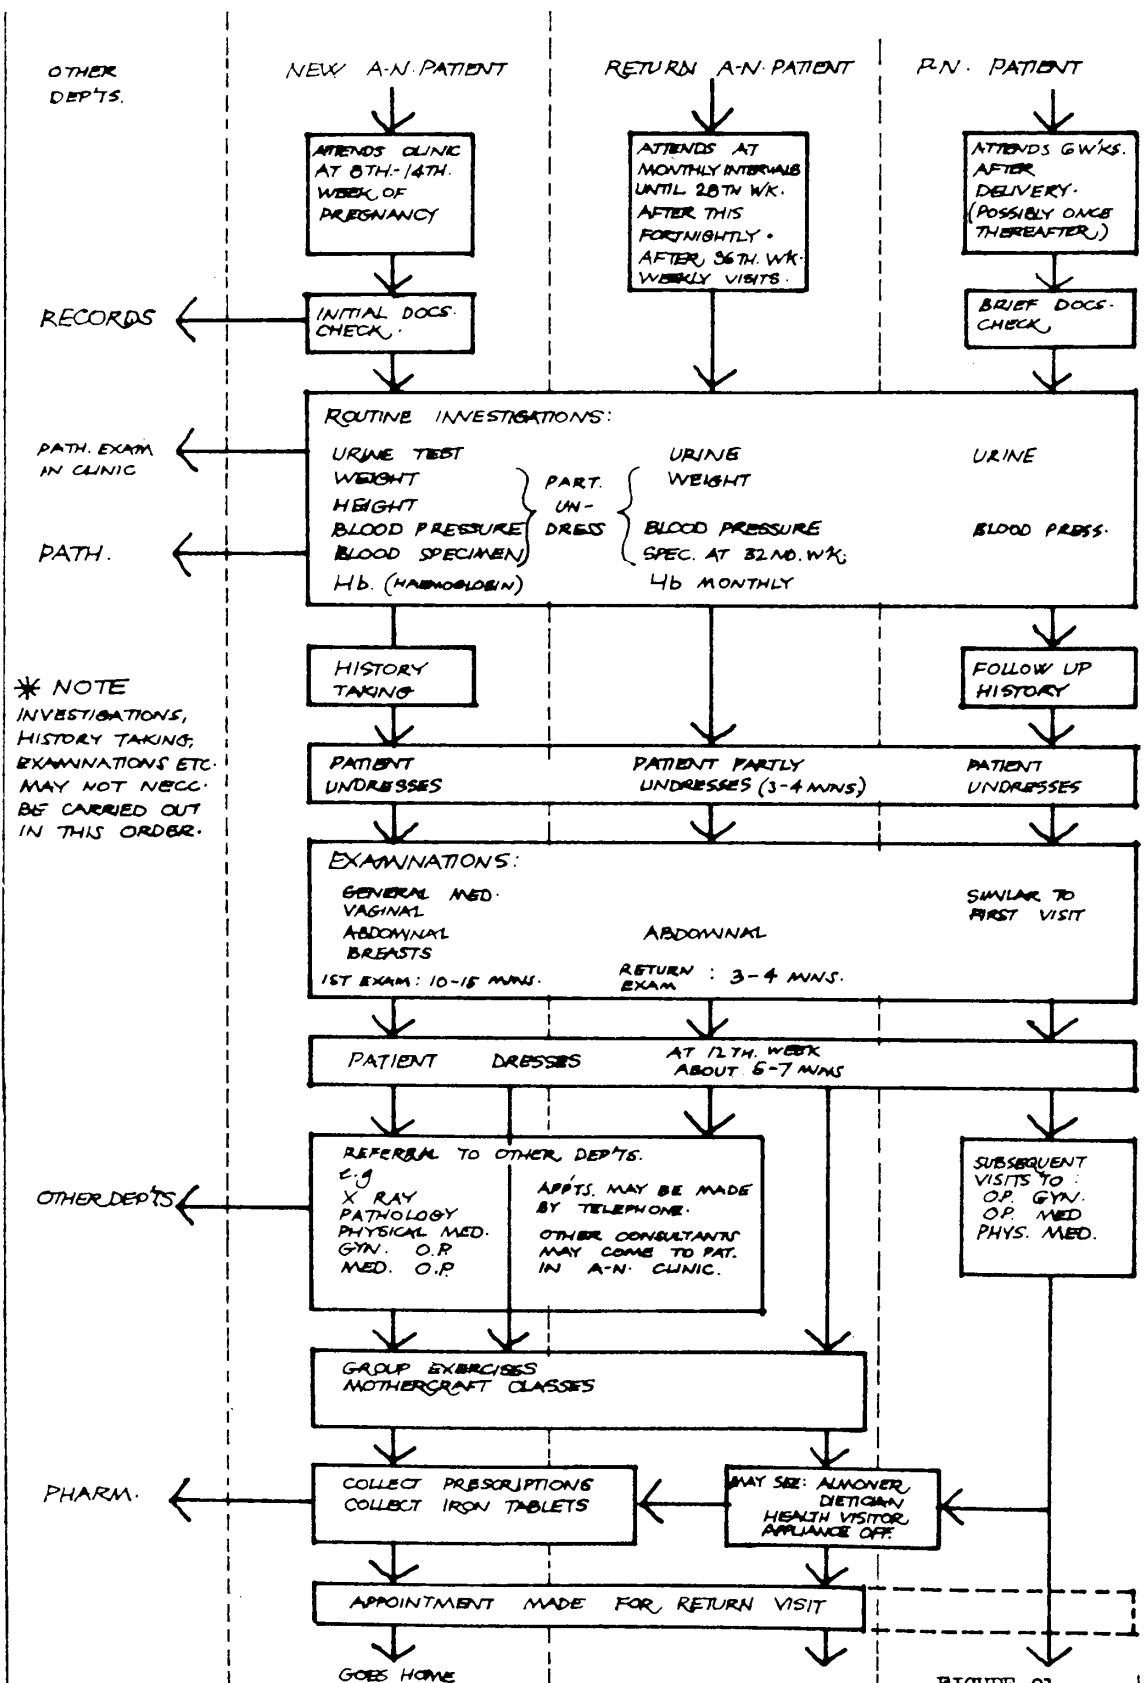 OTHER
DEP'TS.
NEW A-N. PATIENT
RETURN A-N. PATIENT
P.N. PATIENT
ATTENDS CLINIC
AT 8TH.-14TH.
WEEK OF
PREGNANCY
ATTENDS AT
MONTHLY INTERVALS
UNTIL 28TH WK.
AFTER THIS
FORTNIGHTLY.
AFTER 36TH. WK.
WEEKLY VISITS.
ATTENDS 6 W'KS.
AFTER
DELIVERY.
(POSSIBLY ONCE
THEREAFTER.)
RECORDS
INITIAL DOCS.
CHECK.
BRIEF DOCS.
CHECK
ROUTINE INVESTIGATIONS:
PATH. EXAM
IN CLINIC
PATH.
URINE TEST
WEIGHT
HEIGHT
BLOOD PRESSURE
BLOOD SPECIMEN
Hb. (HAEMOGLOBIN)
PART.
UN-
DRESS
URINE
WEIGHT
BLOOD PRESSURE
SPEC. AT 32ND. W'K.
Hb MONTHLY
URINE
BLOOD PRESS.
HISTORY
TAKING
FOLLOW UP
HISTORY
* NOTE
INVESTIGATIONS,
HISTORY TAKING,
EXAMINATIONS ETC.
MAY NOT NECC.
BE CARRIED OUT
IN THIS ORDER.
PATIENT
UNDRESSES
PATIENT PARTLY
UNDRESSES (3-4 MINS)
PATIENT
UNDRESSES
EXAMINATIONS:
GENERAL MED.
VAGINAL
ABDOMINAL
BREASTS
1ST EXAM: 10-15 MINS.
ABDOMINAL
RETURN
EXAM : 3-4 MINS.
SIMILAR TO
FIRST VISIT
PATIENT DRESSES
AT 12TH. WEEK
ABOUT 5-7 MINS
OTHER DEP'TS
REFERRAL TO OTHER DEP'TS.
e.g
X RAY
PATHOLOGY
PHYSICAL MED.
GYN. O.P.
MED. O.P.
APP'TS. MAY BE MADE
BY TELEPHONE.
OTHER CONSULTANTS
MAY COME TO PAT.
IN A-N. CLINIC.
SUBSEQUENT
VISITS TO:
O.P. GYN.
O.P. MED
PHYS. MED.
GROUP EXERCISES
MOTHERCRAFT CLASSES
PHARM.
COLLECT PRESCRIPTIONS
COLLECT IRON TABLETS
MAY SEE: ALMONER,
DIETICIAN
HEALTH VISITOR,
APPLIANCE OFF.
APPOINTMENT MADE FOR RETURN VISIT
GOES HOME